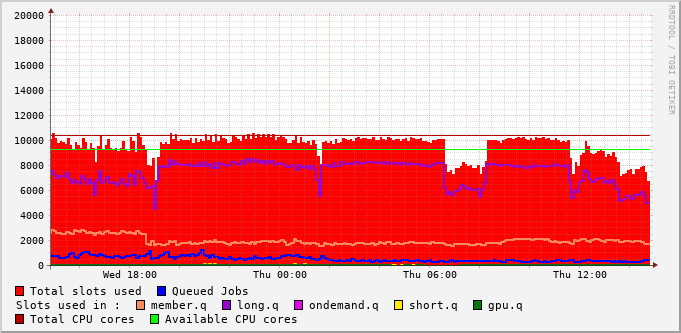 20000
18000
16000
14000
12000
10000
8000
6000
4000
2000
0
Wed 18:00 Thu 00:00 Thu 06:00 Thu 12:00
RRDTOOL / TOBI OETIKER
Total slots used Queued Jobs
Slots used in : member.q long.q ondemand.q short.q gpu.q
Total CPU cores Available CPU cores